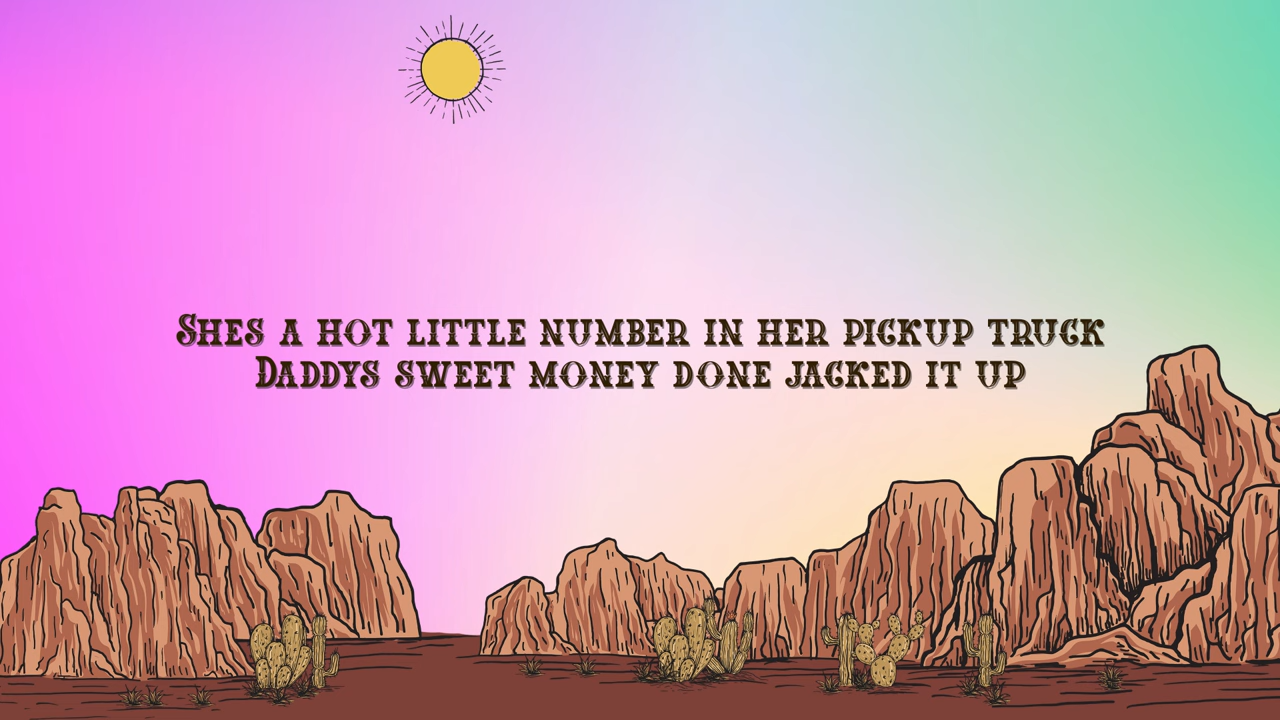 Shes a hot little number in her pickup truck
Daddys sweet money done jacked it up